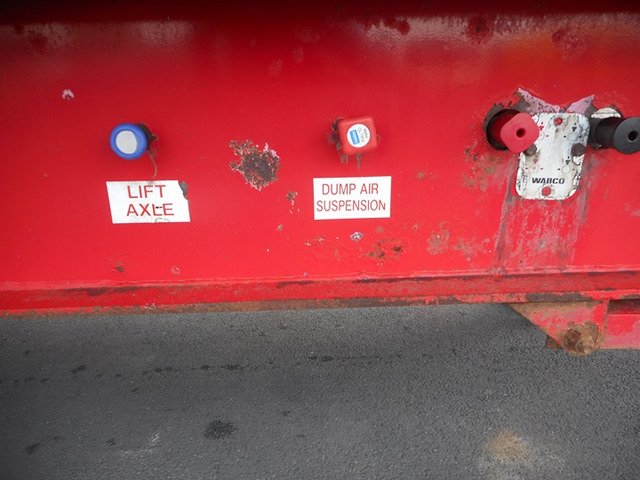 LIFT
AXLE
DUMP AIR
SUSPENSION
WABCO